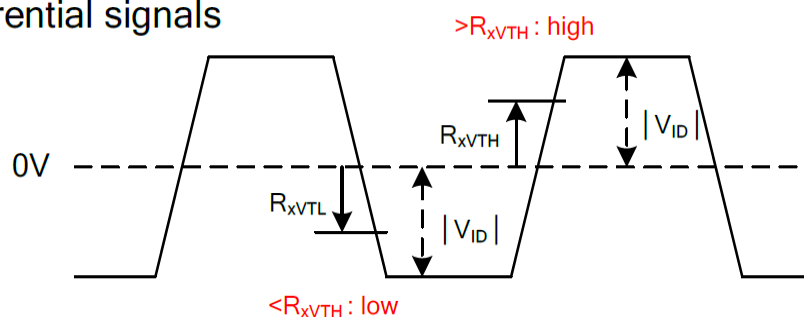 rential signals
>RxVTH : high
RxVTH
|VID|
0V
RxVTL
|VID|
<RxVTH : low